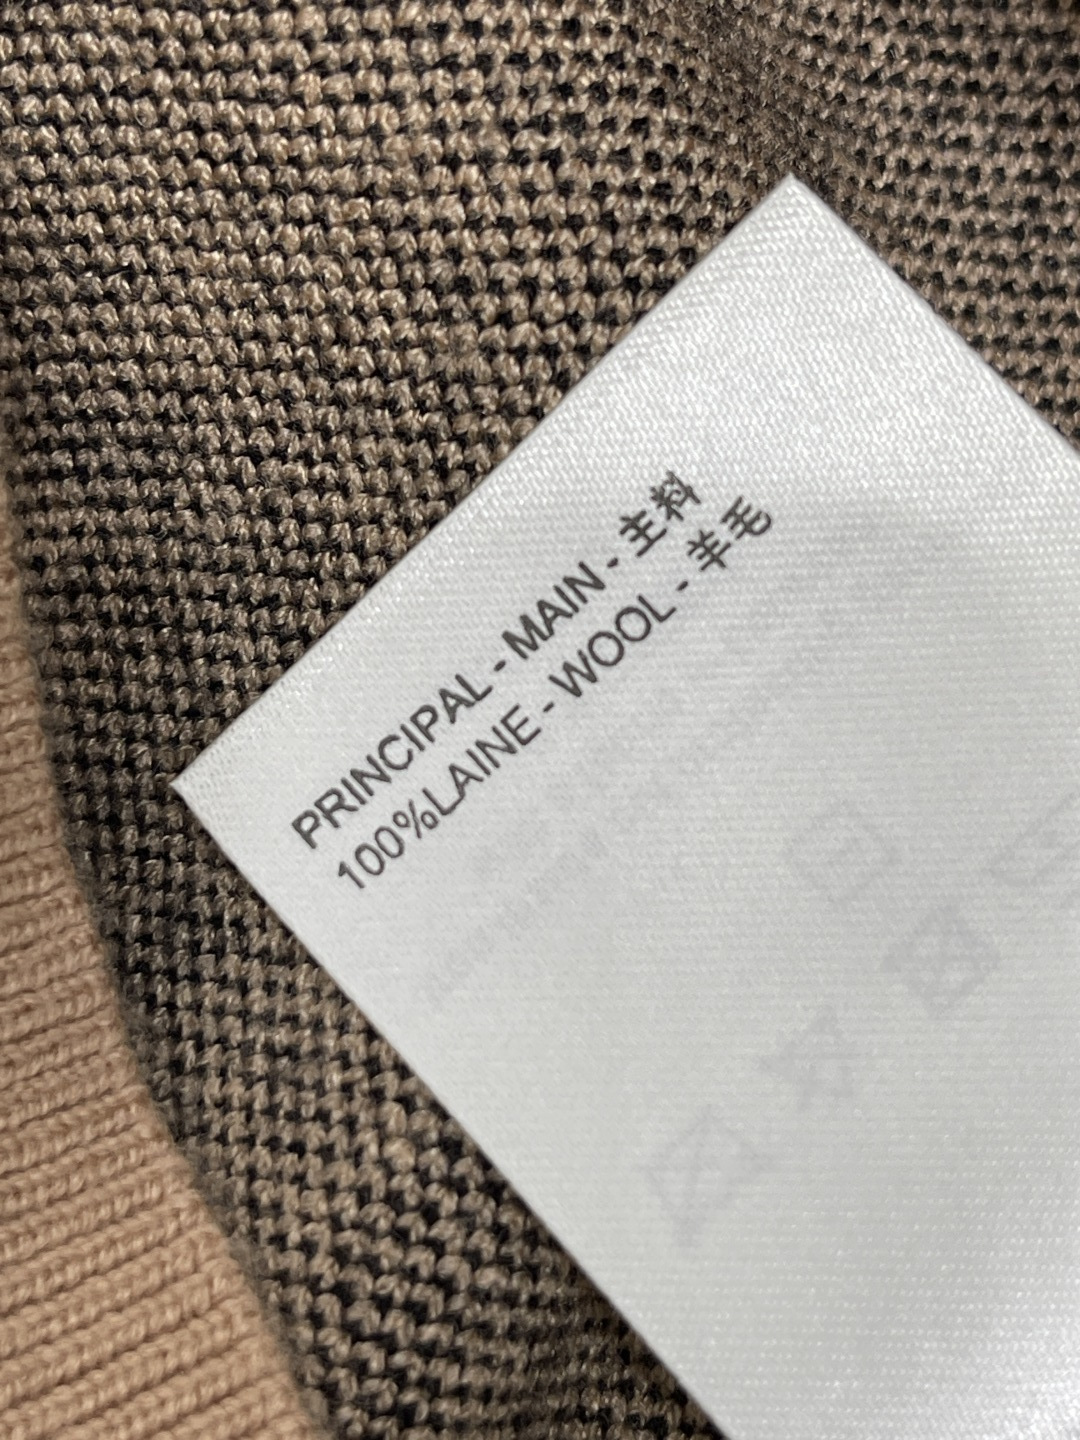 PRINCIPAL - MAIN - 主料
100%LAINE - WOOL - 羊毛